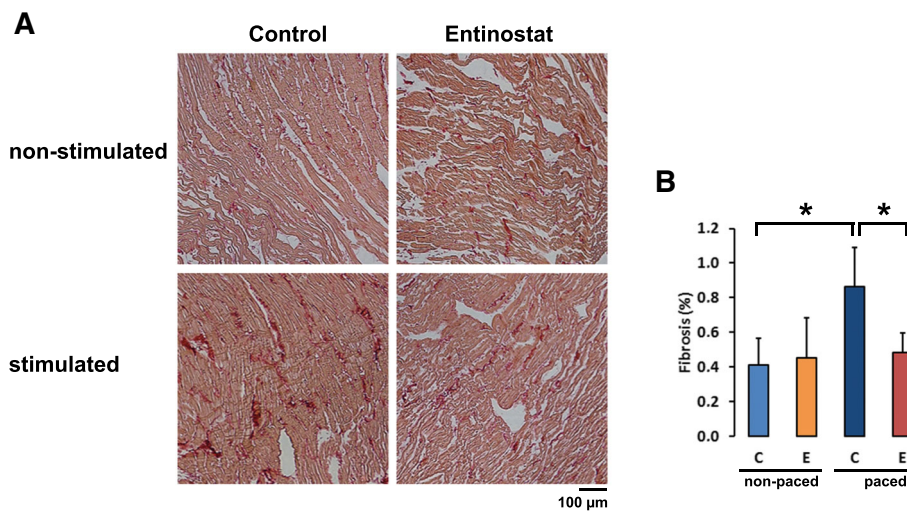 A
Control Entinostat
non-stimulated
stimulated
100 µm
B
* *
Fibrosis (%)
1.2
1.0
0.8
0.6
0.4
0.2
0.0
C E C E
non-paced paced